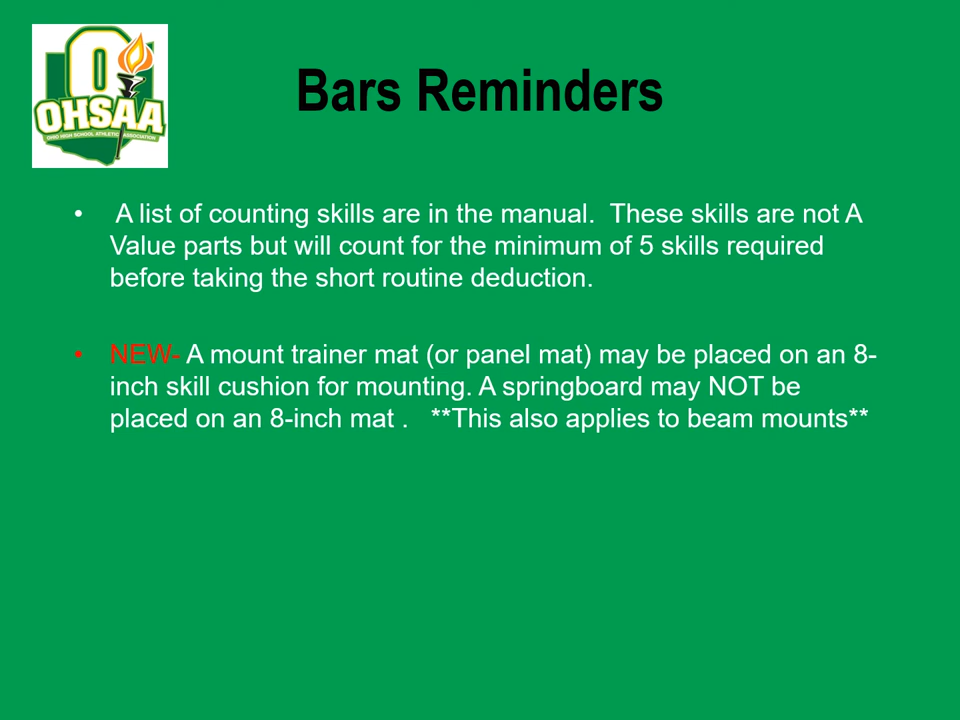 OHSAA
OHIO HIGH SCHOOL ATHLETIC ASSOCIATION
Bars Reminders
• A list of counting skills are in the manual.  These skills are not A
Value parts but will count for the minimum of 5 skills required
before taking the short routine deduction.
• NEW- A mount trainer mat (or panel mat) may be placed on an 8-
inch skill cushion for mounting. A springboard may NOT be
placed on an 8-inch mat .   **This also applies to beam mounts**